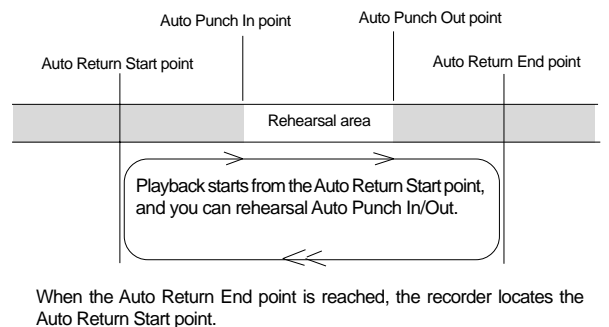 Auto Punch In point
Auto Punch Out point
Auto Return Start point
Auto Return End point
Rehearsal area
Playback starts from the Auto Return Start point,
and you can rehearsal Auto Punch In/Out.
When the Auto Return End point is reached, the recorder locates the
Auto Return Start point.